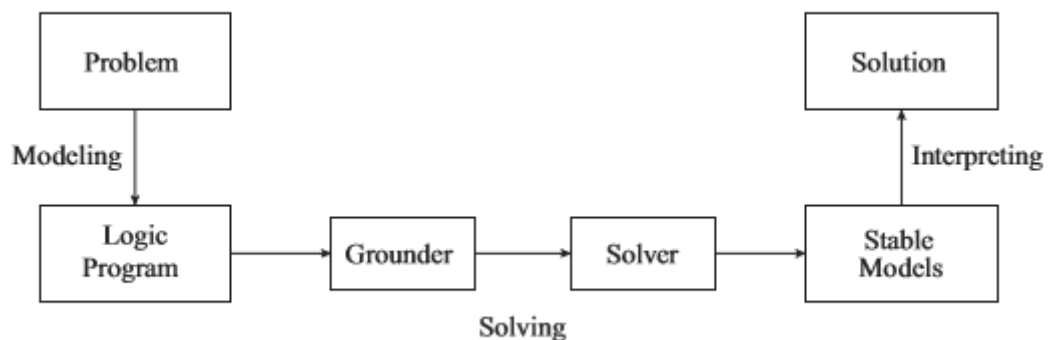 Problem
Solution
Modeling
Interpreting
Logic
Program
Grounder
Solver
Stable
Models
Solving